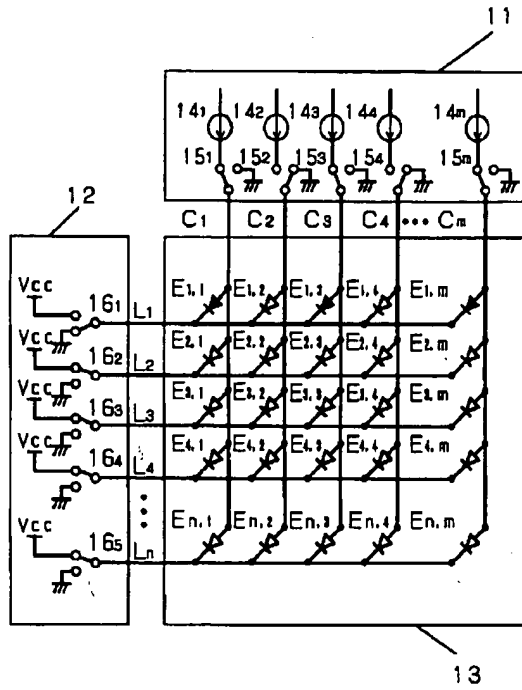 11
14₁ 14₂ 14₃ 14₄ 14m
15₁ 15₂ 15₃ 15₄ 15m
12
C₁ C₂ C₃ C₄ ••• Cm
Vcc 16₁ L₁ E1,1 E1,2 E1,3 E1,4 E1,m
Vcc 16₂ L₂ E2,1 E2,2 E2,3 E2,4 E2,m
Vcc 16₃ L₃ E3,1 E3,2 E3,3 E3,4 E3,m
Vcc 16₄ L₄ E4,1 E4,2 E4,3 E4,4 E4,m
Vcc 16₅ Ln En,1 En,2 En,3 En,4 En,m
13